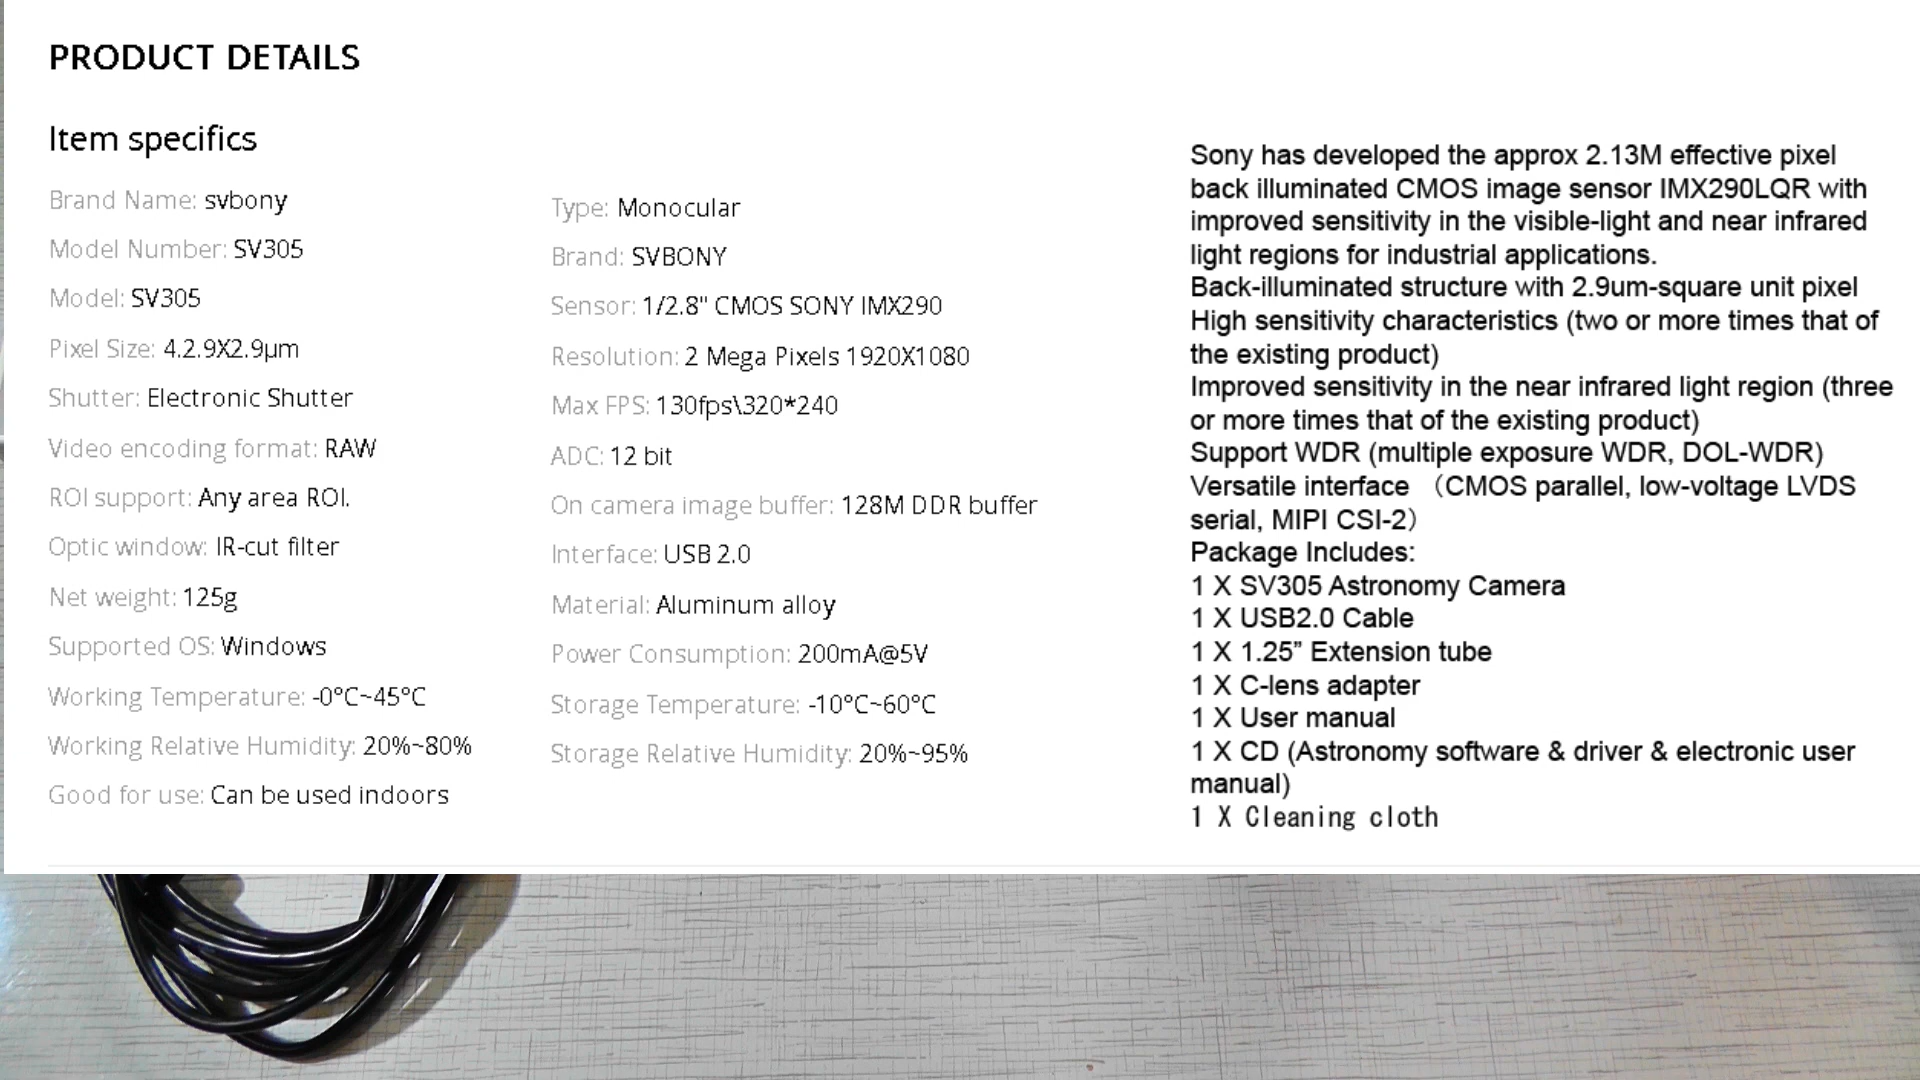 PRODUCT DETAILS
Item specifics
Brand Name: svbony
Model Number: SV305
Model: SV305
Pixel Size: 4.2.9X2.9μm
Shutter: Electronic Shutter
Video encoding format: RAW
ROI support: Any area ROI.
Optic window: IR-cut filter
Net weight: 125g
Supported OS: Windows
Working Temperature: -0°C~45°C
Working Relative Humidity: 20%~80%
Good for use: Can be used indoors
Type: Monocular
Brand: SVBONY
Sensor: 1/2.8" CMOS SONY IMX290
Resolution: 2 Mega Pixels 1920X1080
Max FPS: 130fps\320*240
ADC: 12 bit
On camera image buffer: 128M DDR buffer
Interface: USB 2.0
Material: Aluminum alloy
Power Consumption: 200mA@5V
Storage Temperature: -10°C~60°C
Storage Relative Humidity: 20%~95%
Sony has developed the approx 2.13M effective pixel
back illuminated CMOS image sensor IMX290LQR with
improved sensitivity in the visible-light and near infrared
light regions for industrial applications.
Back-illuminated structure with 2.9um-square unit pixel
High sensitivity characteristics (two or more times that of
the existing product)
Improved sensitivity in the near infrared light region (three
or more times that of the existing product)
Support WDR (multiple exposure WDR, DOL-WDR)
Versatile interface （CMOS parallel, low-voltage LVDS
serial, MIPI CSI-2）
Package Includes:
1 X SV305 Astronomy Camera
1 X USB2.0 Cable
1 X 1.25” Extension tube
1 X C-lens adapter
1 X User manual
1 X CD (Astronomy software & driver & electronic user
manual)
1 X Cleaning cloth